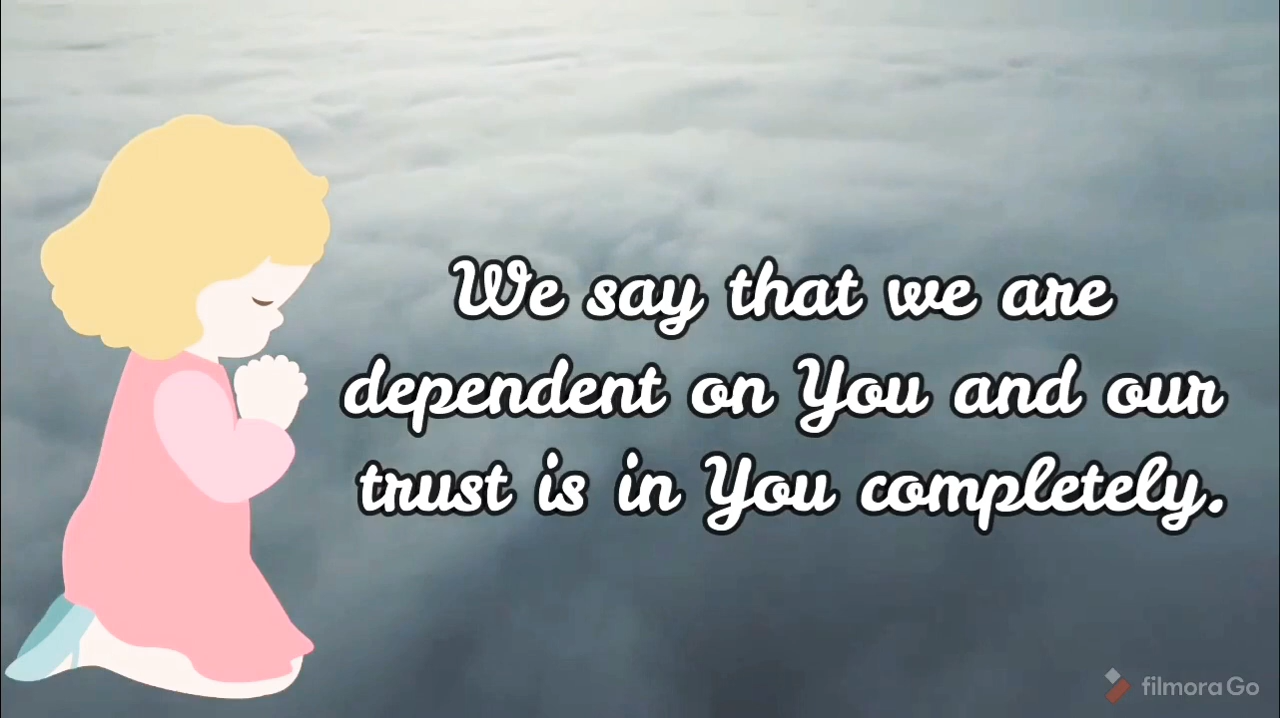 We say that we are
dependent on You and our
trust is in You completely.
filmora Go